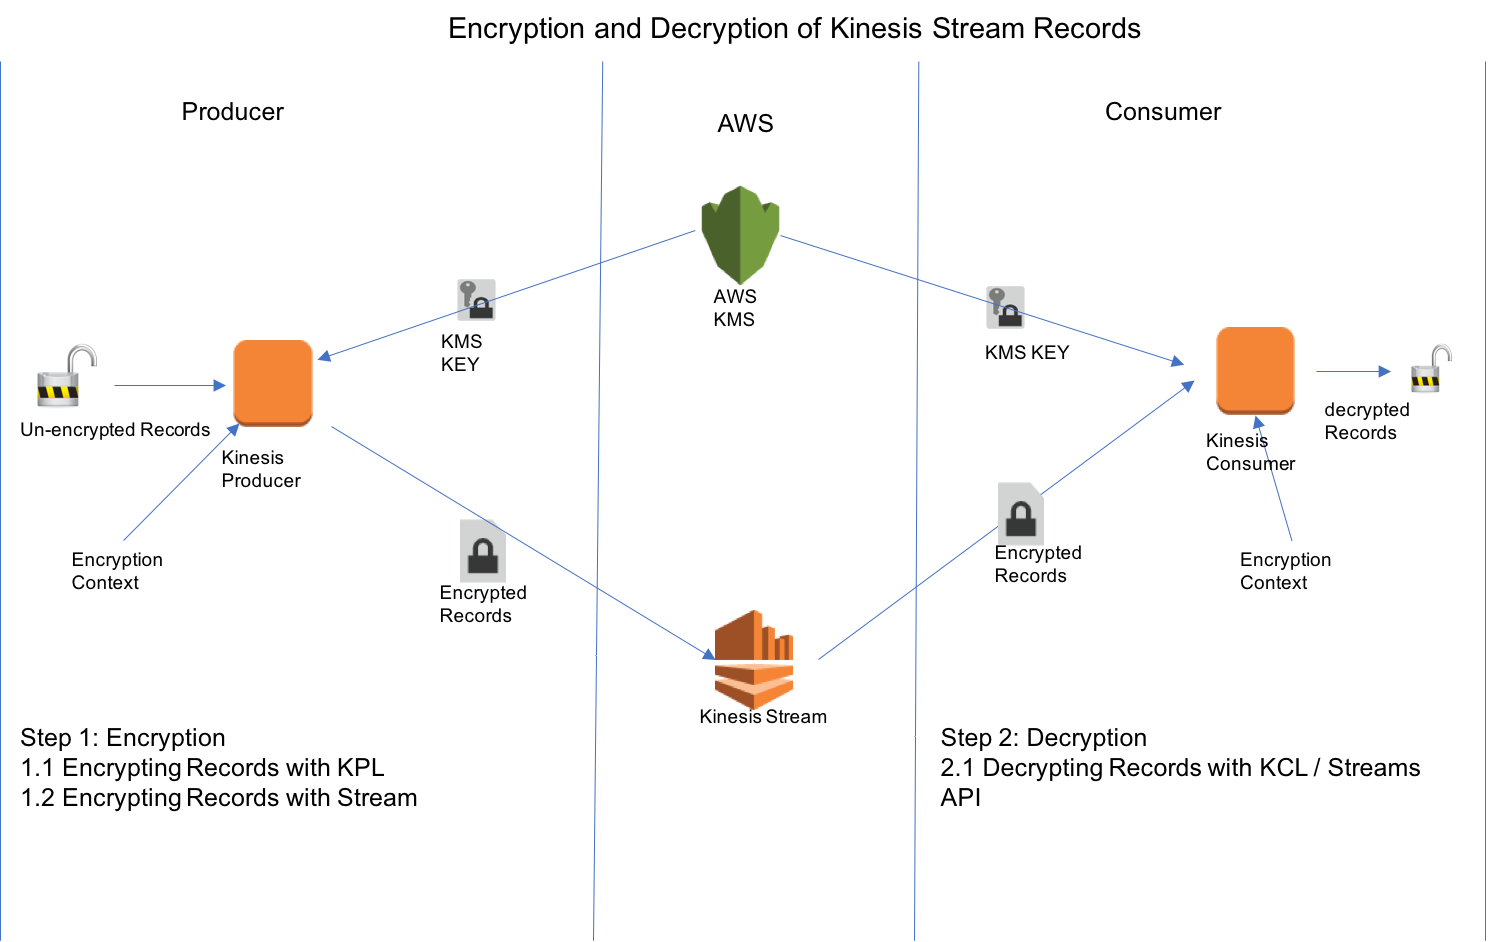 Encryption and Decryption of Kinesis Stream Records
Producer
AWS
Consumer
AWS
KMS
KMS
KEY
KMS KEY
Un-encrypted Records
Kinesis
Producer
Kinesis
Consumer
decrypted
Records
Encryption
Context
Encrypted
Records
Encrypted
Records
Encryption
Context
Kinesis Stream
Step 1: Encryption
1.1 Encrypting Records with KPL
1.2 Encrypting Records with Stream
Step 2: Decryption
2.1 Decrypting Records with KCL / Streams
API